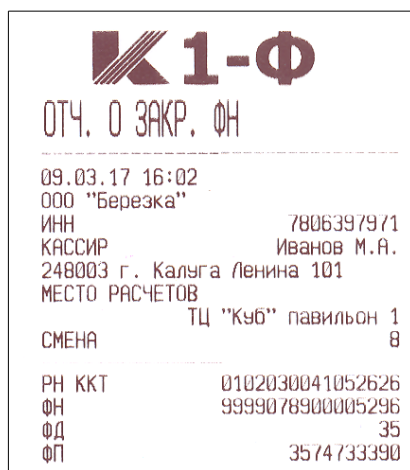 К1-Ф
ОТЧ. О ЗАКР. ФН
09.03.17 16:02
ООО "Березка"
ИНН 7806397971
КАССИР Иванов М.А.
248003 г. Калуга Ленина 101
МЕСТО РАСЧЕТОВ
ТЦ "Куб" павильон 1
СМЕНА 8
РН ККТ 0102030041052626
ФН 9999078900005296
ФД 35
ФП 3574733390